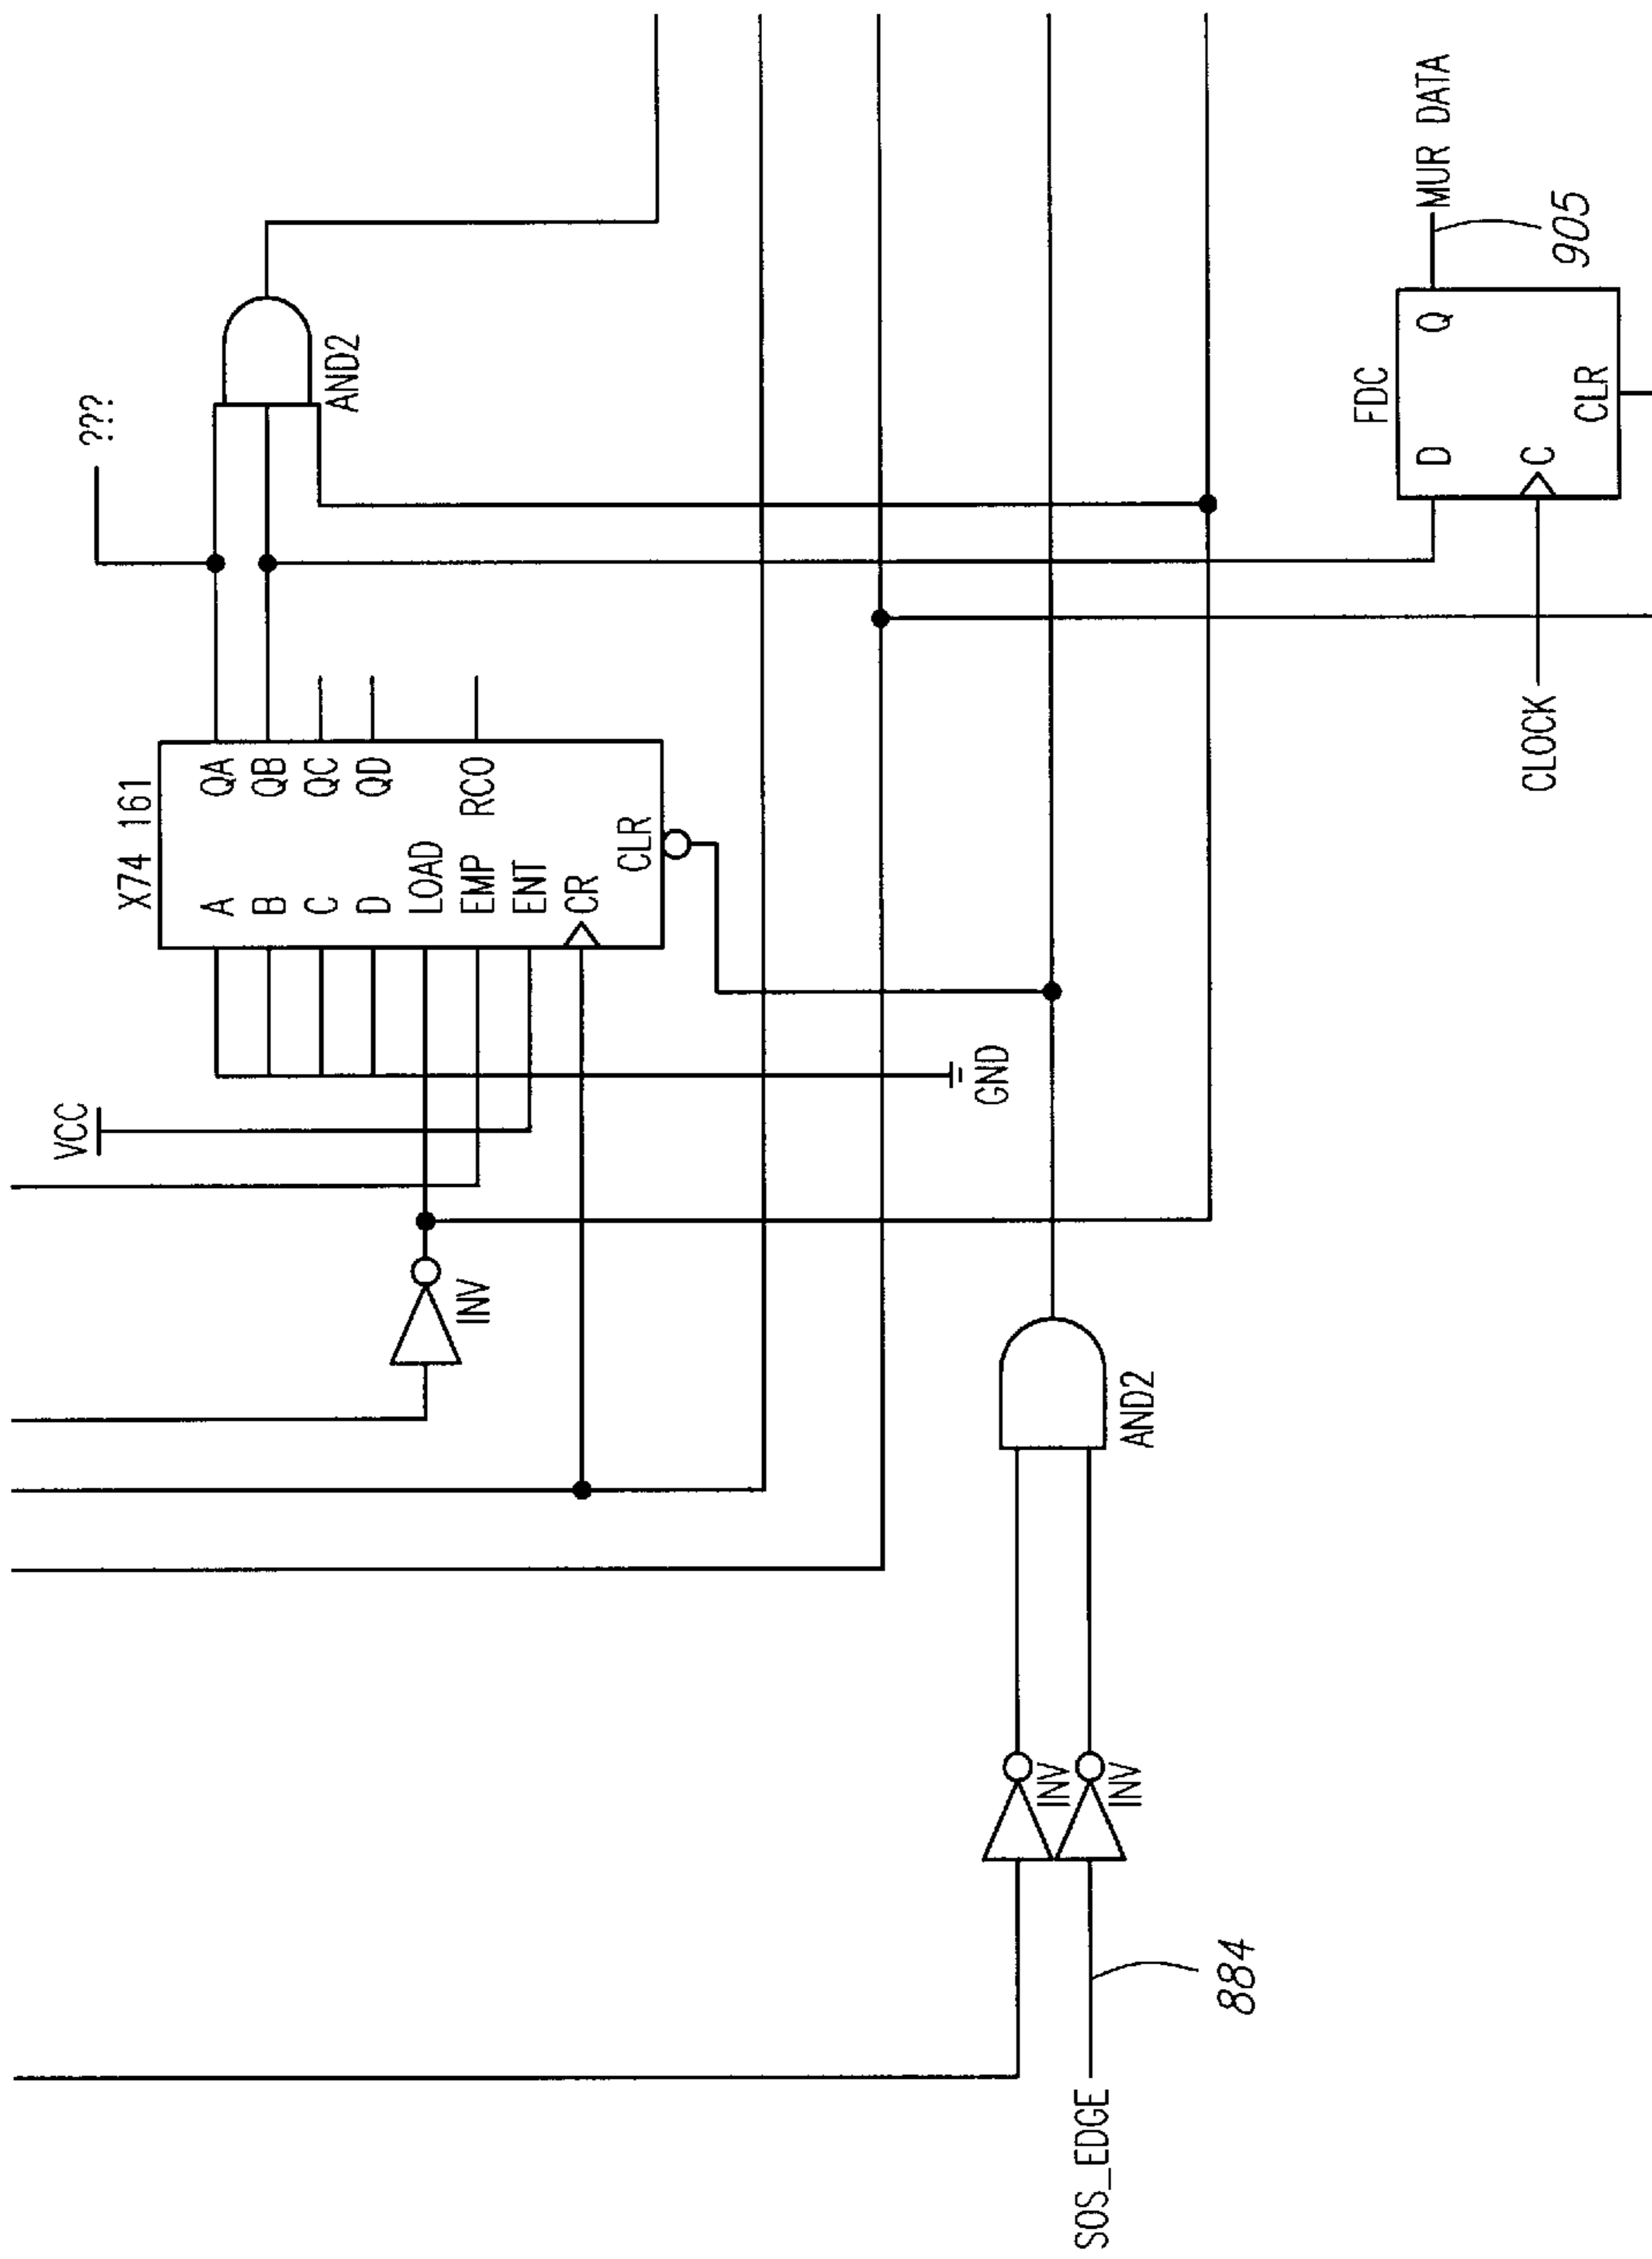 ???
AND2
VCC
X74 161
A QA
B QB
C QC
D QD
LOAD
EMP RCO
ENT
CR
CLR
INV
GND
AND2
INV
INV
SOS_EDGE
884
FDC
D Q
C
CLR
CLOCK
MUR DATA
905